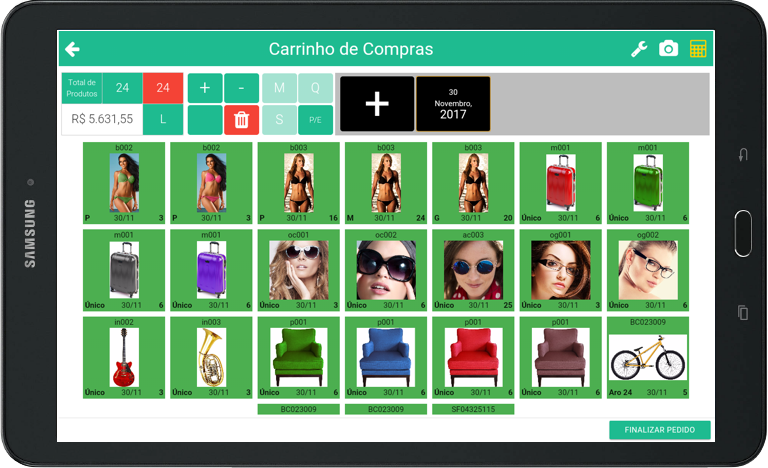 Carrinho de Compras
Total de
Produtos
24
24
+
-
M
Q
R$ 5.631,55
L
S
P/E
+
30
Novembro,
2017
b002
b002
b003
b003
b003
m001
m001
P 30/11 3
P 30/11 3
P 30/11 16
M 30/11 24
G 30/11 20
Único 30/11 6
Único 30/11 6
m001
m001
oc001
oc002
ac003
og001
og002
Único 30/11 6
Único 30/11 6
Único 30/11 3
Único 30/11 6
Único 30/11 25
Único 30/11 3
Único 30/11 6
in002
in003
p001
p001
p001
p001
BC023009
Único 30/11 3
Único 30/11 3
Único 30/11 6
Único 30/11 6
Único 30/11 6
Único 30/11 6
Aro 24 30/11 5
BC023009
BC023009
SF04325115
FINALIZAR PEDIDO
SAMSUNG